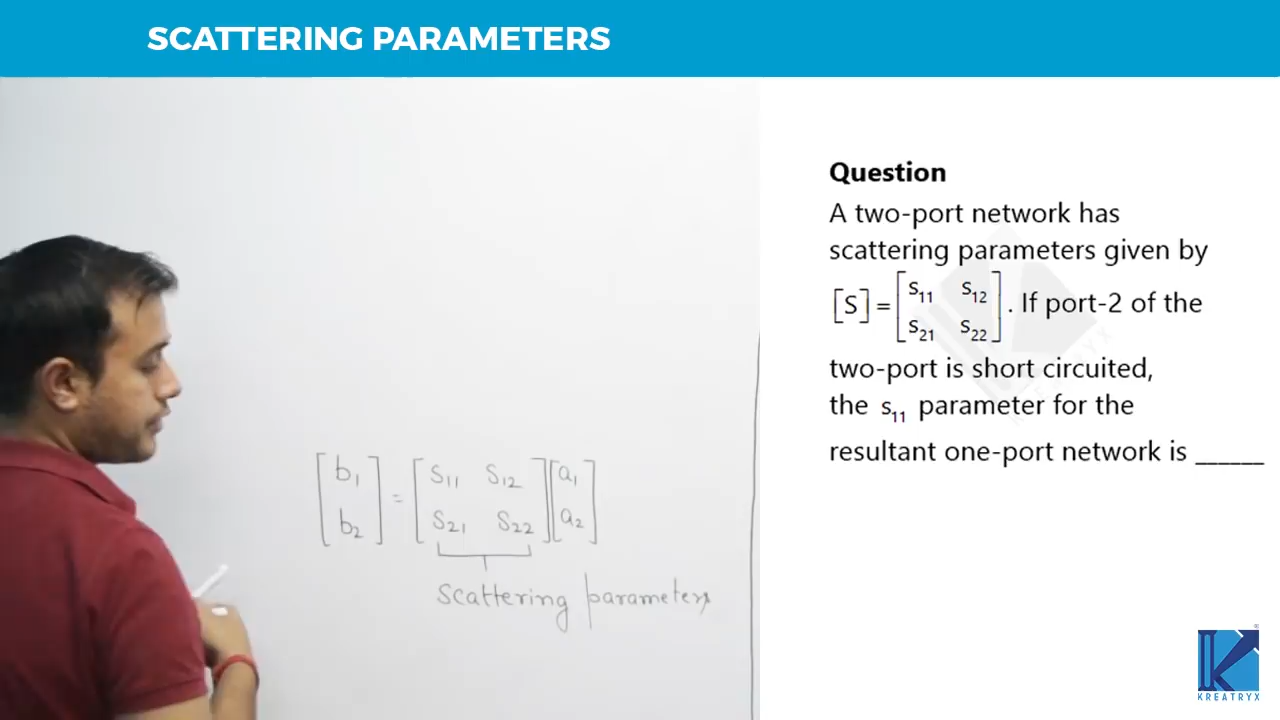 SCATTERING PARAMETERS
Question
A two-port network has
scattering parameters given by
[S] = [s11 s12
s21 s22]. If port-2 of the
two-port is short circuited,
the s11 parameter for the
resultant one-port network is ______
[b1
b2] = [S11 S12
S21 S22] [a1
a2]
scattering parameters
KREATRYX